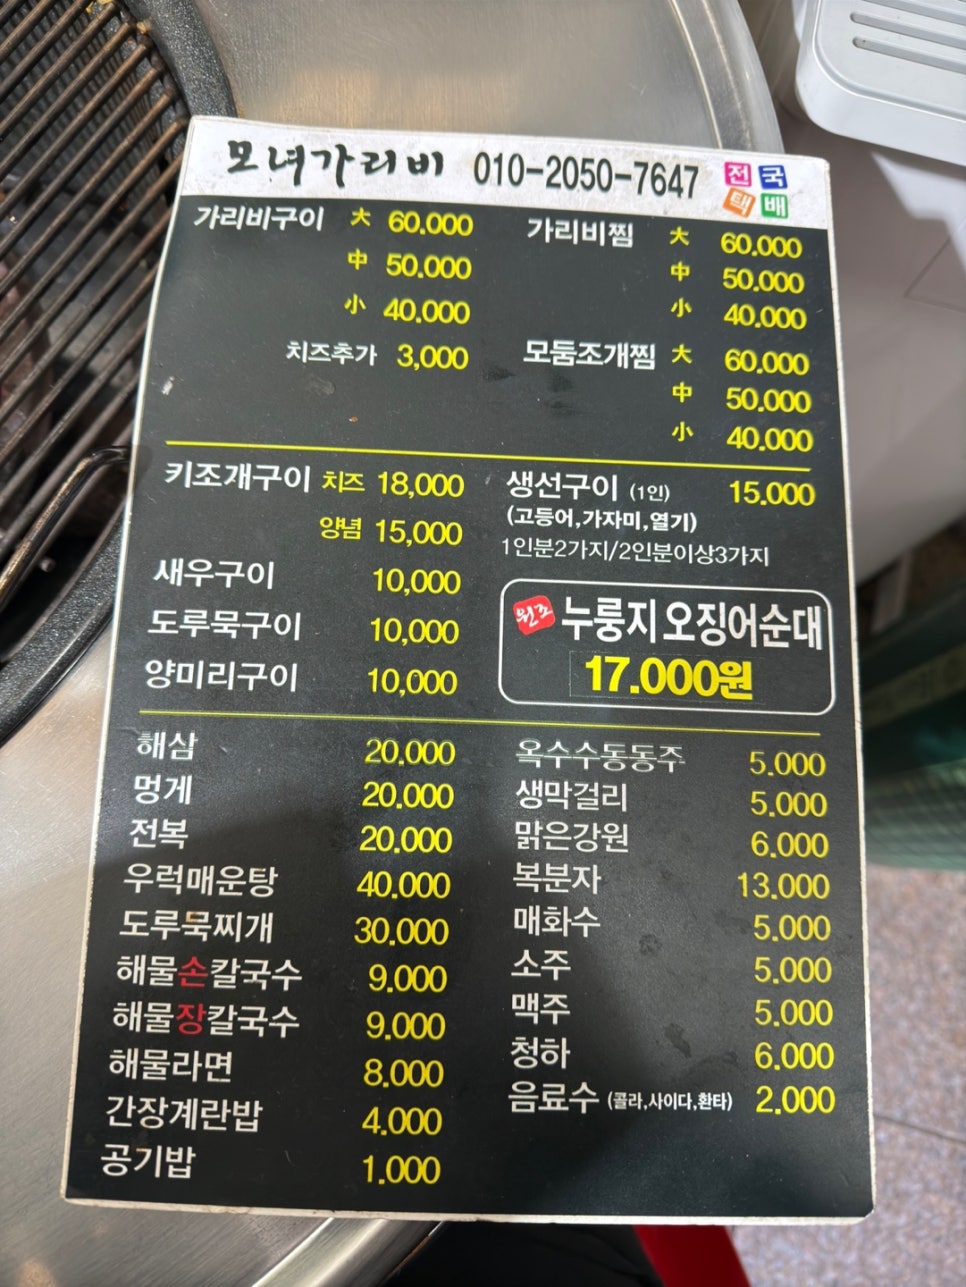 모녀가리비 010-2050-7647 전국택배
가리비구이 大 60.000
中 50.000
小 40.000
치즈추가 3,000
가리비찜 大 60.000
中 50.000
小 40.000
모둠조개찜 大 60.000
中 50.000
小 40.000
키조개구이 치즈 18,000
양념 15,000
새우구이 10,000
도루묵구이 10,000
양미리구이 10,000
생선구이 (1인) 15.000
(고등어,가자미,열기)
1인분2가지/2인분이상3가지
원조 누룽지오징어순대
17.000원
해삼 20.000
멍게 20.000
전복 20.000
우럭매운탕 40.000
도루묵찌개 30.000
해물손칼국수 9.000
해물장칼국수 9.000
해물라면 8.000
간장계란밥 4.000
공기밥 1.000
옥수수동동주 5.000
생막걸리 5.000
맑은강원 6.000
복분자 13.000
매화수 5.000
소주 5.000
맥주 5.000
청하 6.000
음료수 (콜라,사이다,환타) 2.000